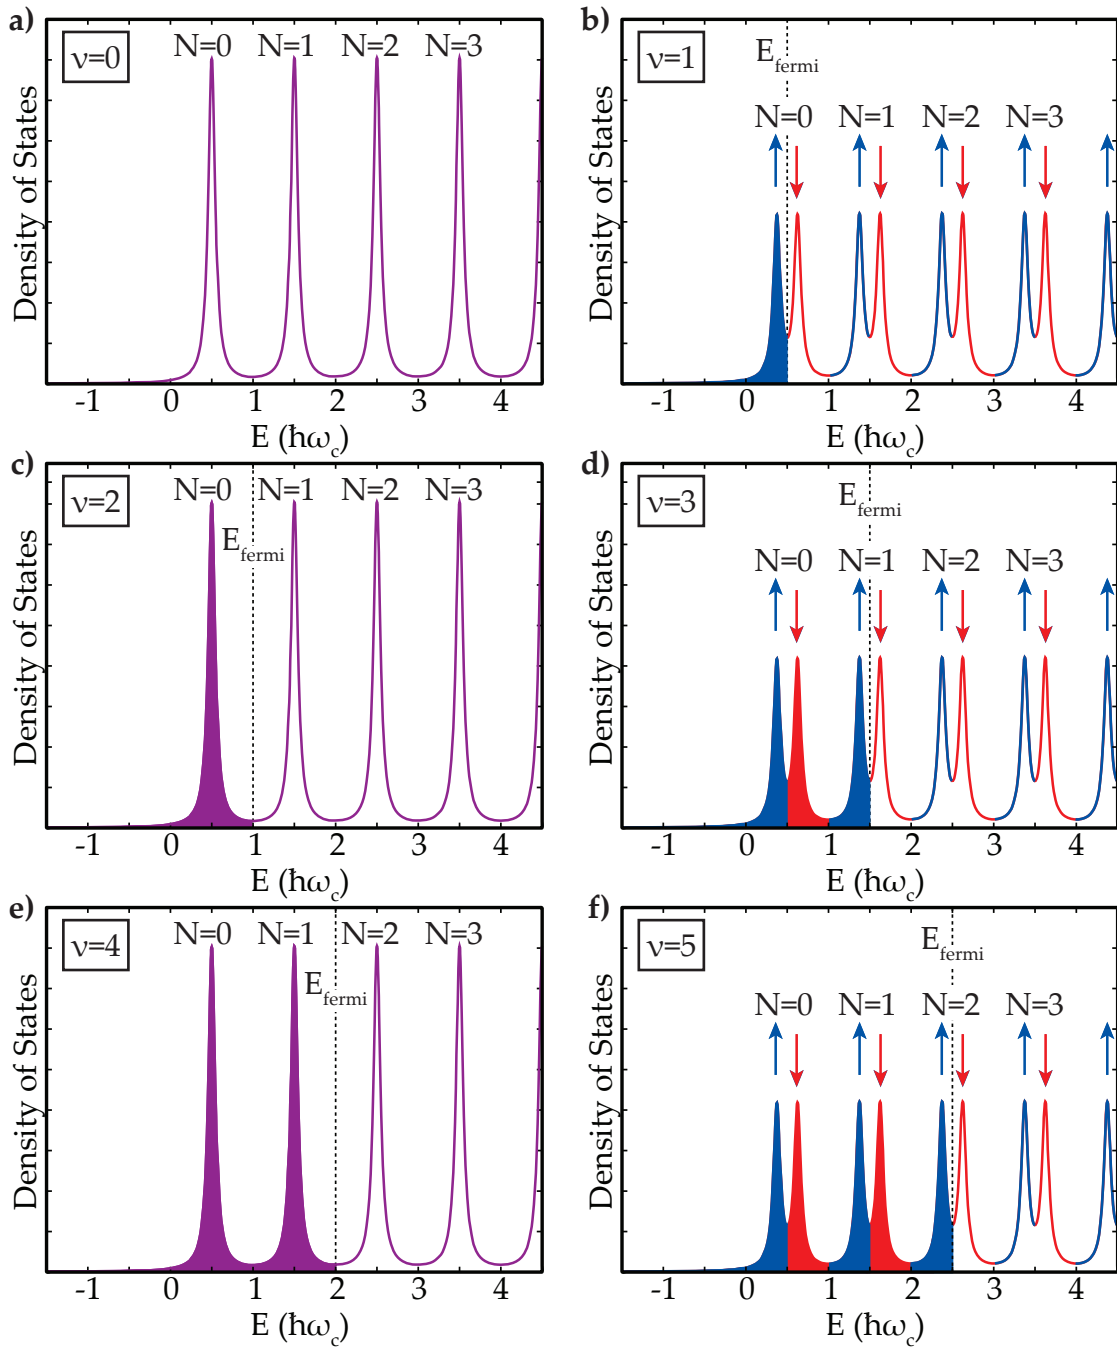 a)
ν=0
N=0 N=1 N=2 N=3
Density of States
-1 0 1 2 3 4
E (ħω_c)
b)
ν=1
E_fermi
N=0 N=1 N=2 N=3
Density of States
-1 0 1 2 3 4
E (ħω_c)
c)
ν=2
N=0 N=1 N=2 N=3
E_fermi
Density of States
-1 0 1 2 3 4
E (ħω_c)
d)
ν=3
E_fermi
N=0 N=1 N=2 N=3
Density of States
-1 0 1 2 3 4
E (ħω_c)
e)
ν=4
N=0 N=1 N=2 N=3
E_fermi
Density of States
-1 0 1 2 3 4
E (ħω_c)
f)
ν=5
E_fermi
N=0 N=1 N=2 N=3
Density of States
-1 0 1 2 3 4
E (ħω_c)